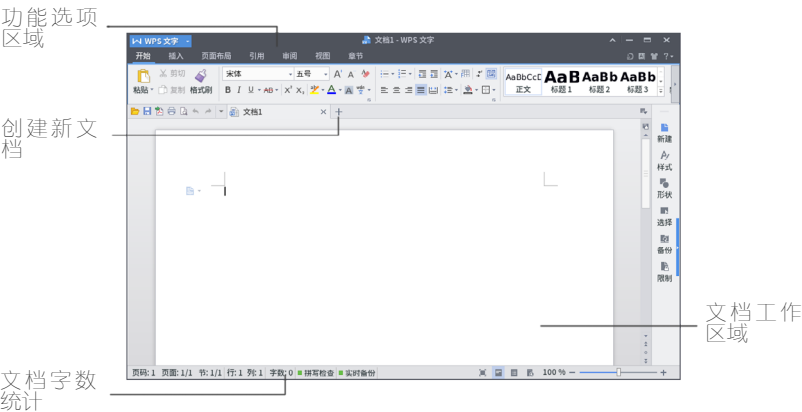 功能选项
区域
WPS 文字
文档1 - WPS 文字
开始 插入 页面布局 引用 审阅 视图 章节
剪切 宋体 五号 AaBbCcD AaB AaBb AaBb
粘贴 复制 格式刷 B I U AB X² X₂ A A 正文 标题 1 标题 2 标题 3
文档1
创建新文
档
新建
样式
形状
选择
备份
限制
文档工作
区域
页码: 1 页面: 1/1 节: 1/1 行: 1 列: 1 字数: 0 拼写检查 实时备份 100 %
文档字数
统计